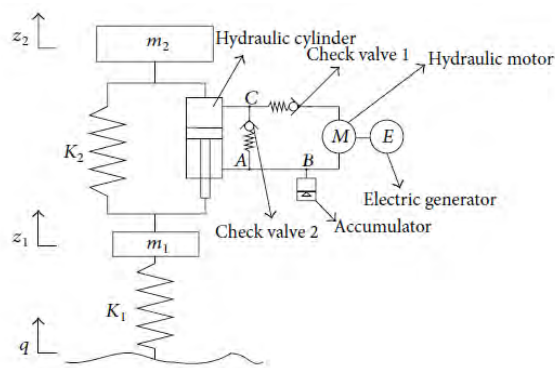 z2
m2
Hydraulic cylinder
Check valve 1
Hydraulic motor
C
K2
M
E
A
B
Electric generator
z1
m1
Check valve 2
Accumulator
K1
q